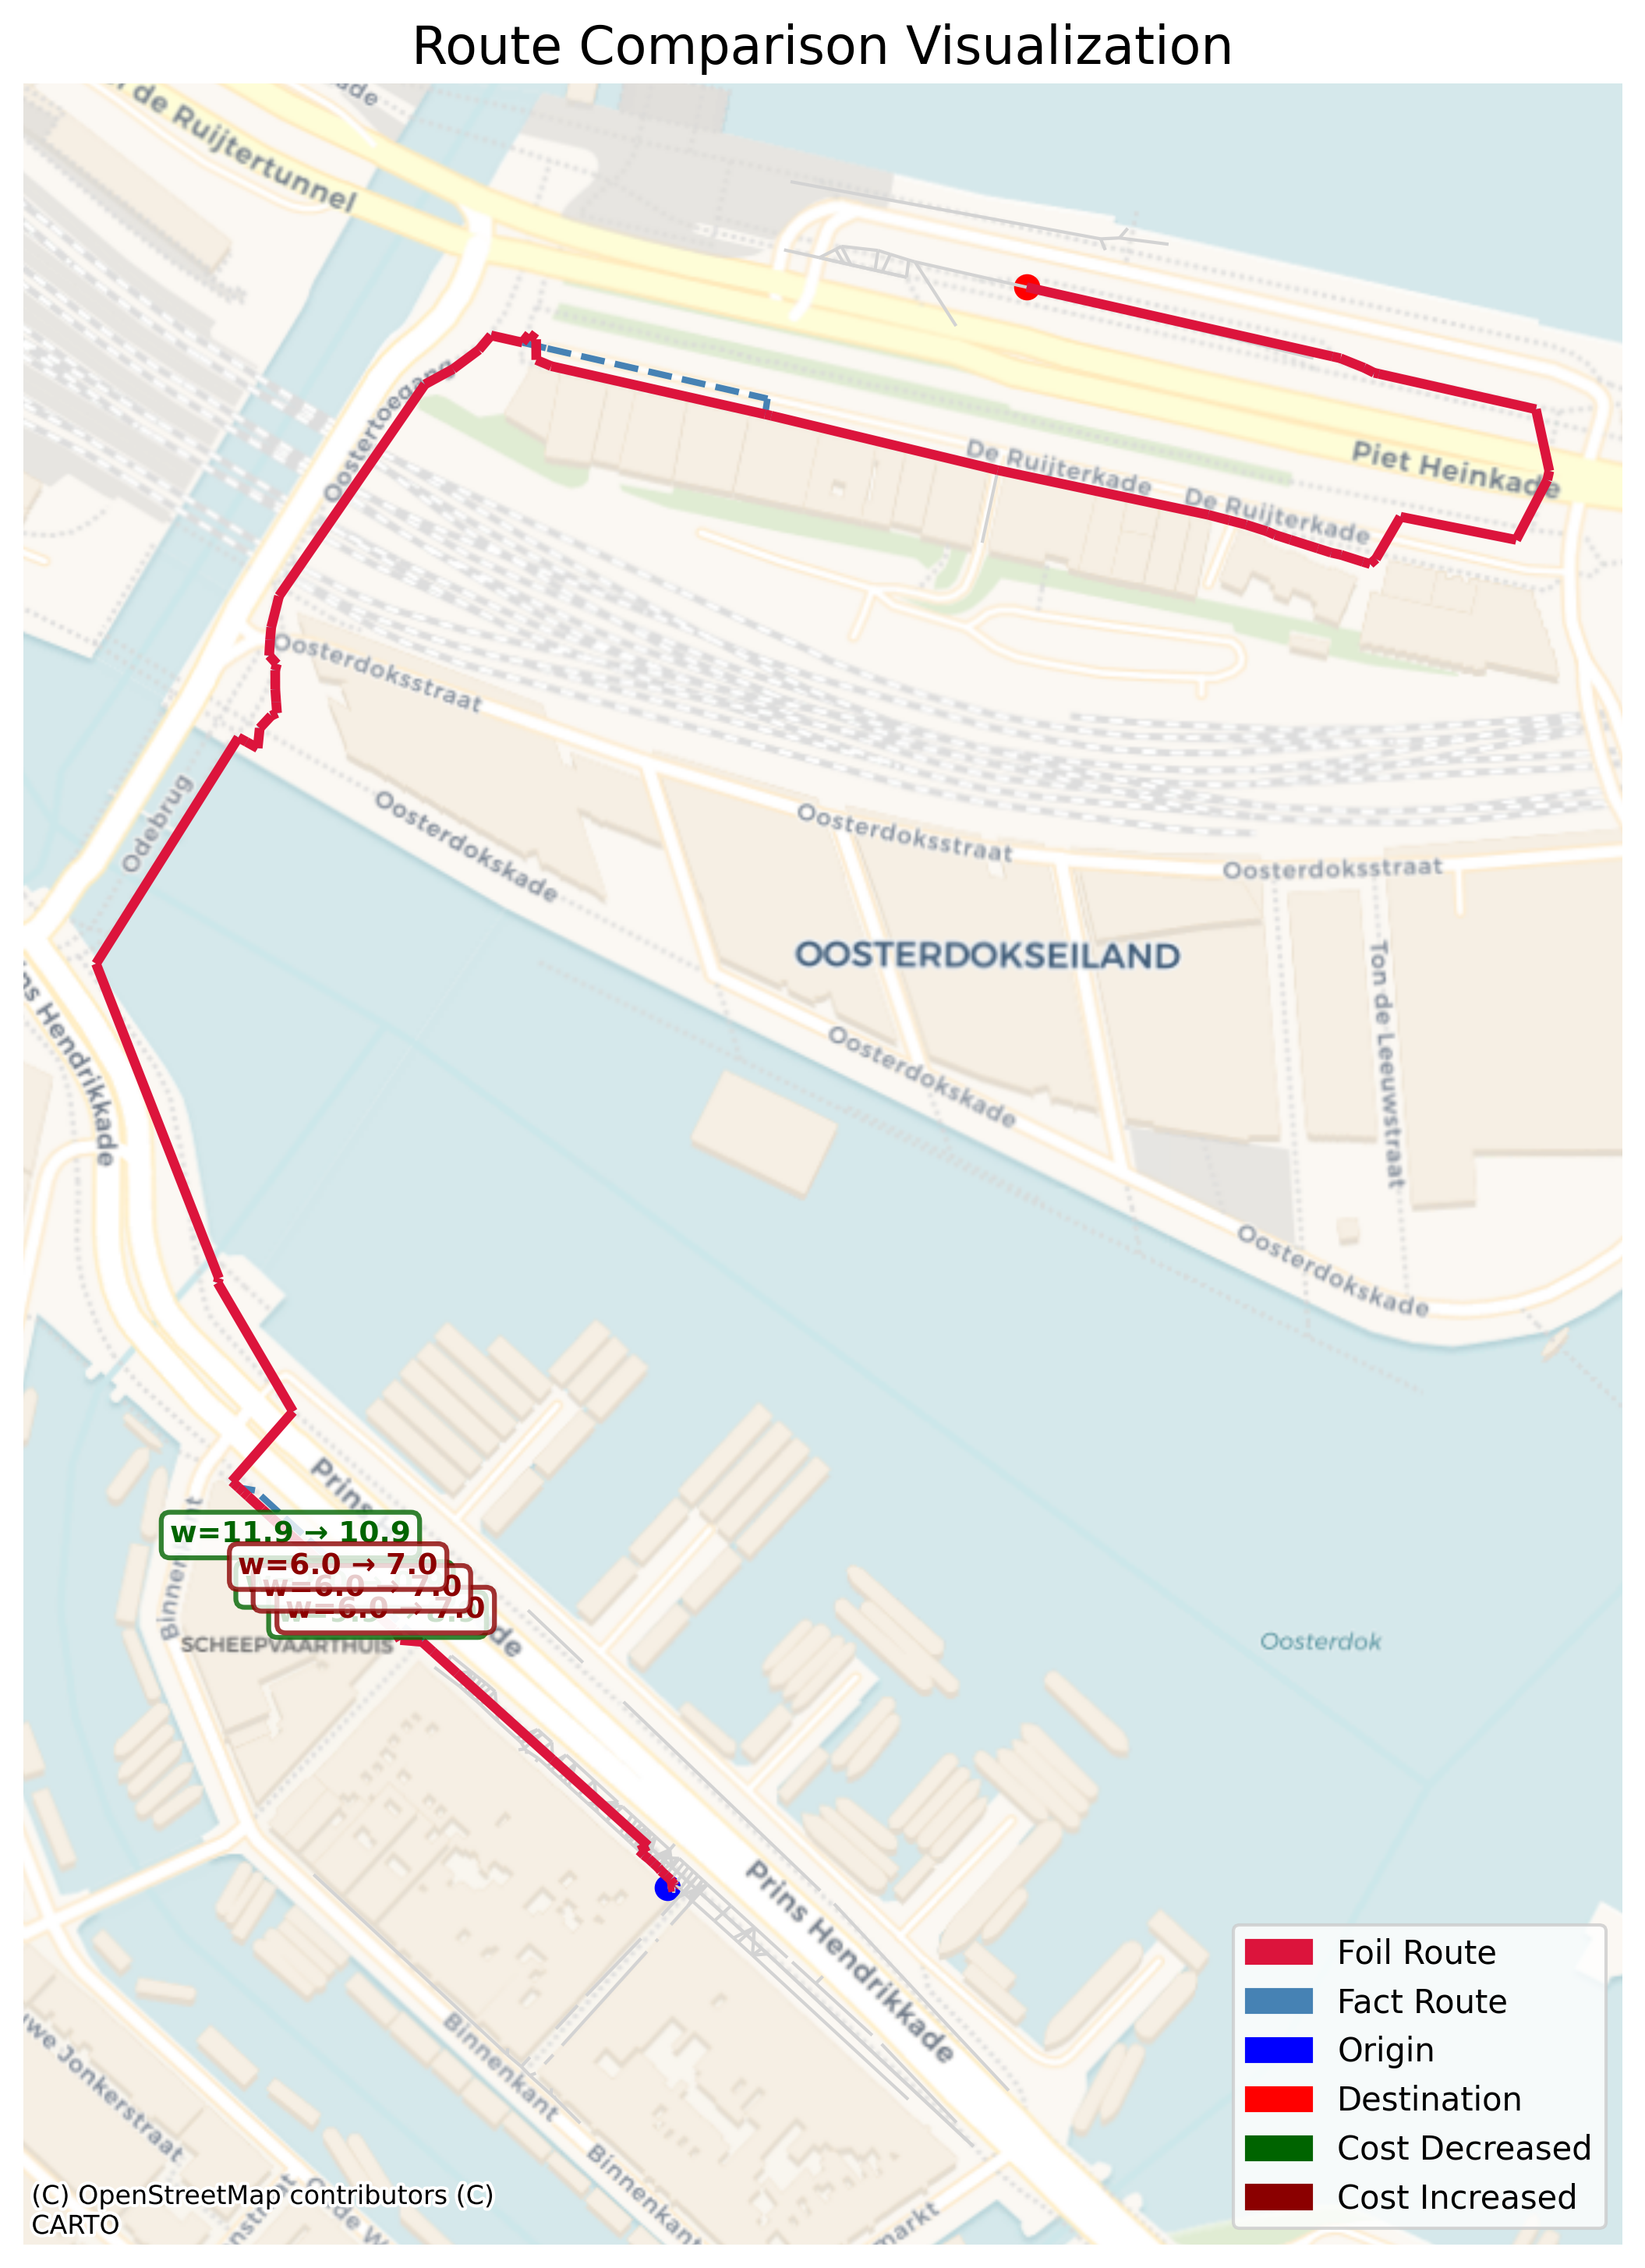 Route Comparison Visualization
de Ruijtertunnel
Oostertoegang
De Ruijterkade
De Ruijterkade
Piet Heinkade
Oosterdoksstraat
Oosterdoksstraat
Oosterdoksstraat
Odebrug
Oosterdokskade
OOSTERDOKSEILAND
Ton de Leeuwstraat
Oosterdokskade
Oosterdokskade
ns Hendrikkade
w=11.9 → 10.9
w=6.0 → 7.0
w=6.0 → 7.0
w=6.0 → 7.0
SCHEEPVAARTHUIS
Oosterdok
Prins Hendrikkade
Binnenkant
Binnenkant
uwe Jonkerstraat
markt
Foil Route
Fact Route
Origin
Destination
Cost Decreased
Cost Increased
(C) OpenStreetMap contributors (C)
CARTO